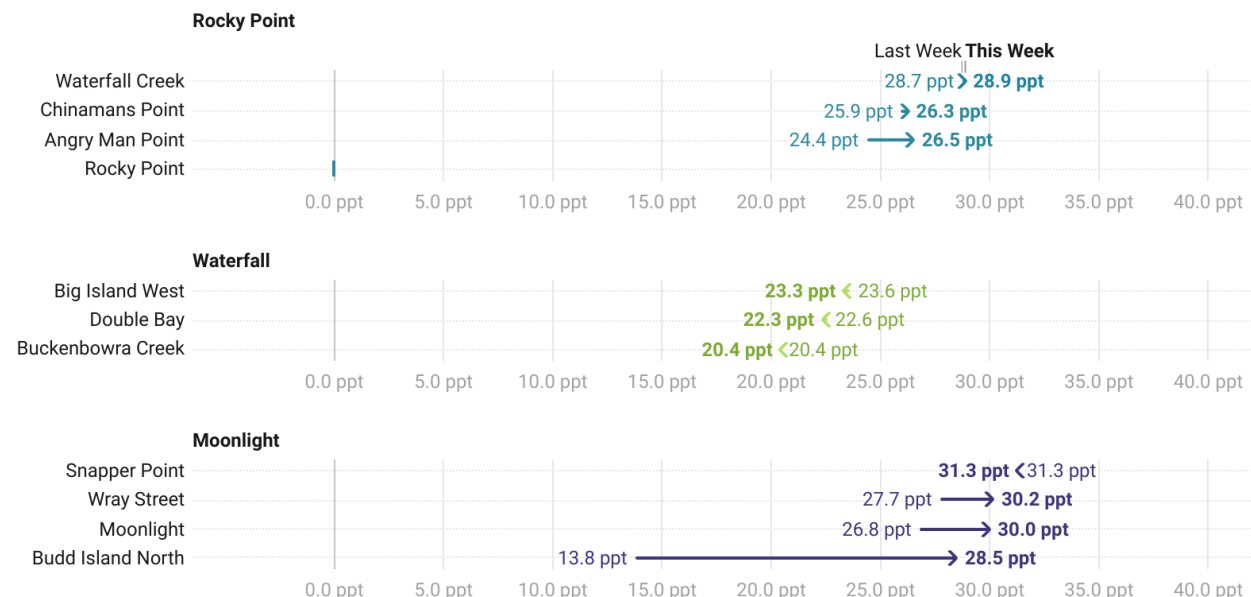 Rocky Point
Last Week This Week
Waterfall Creek 28.7 ppt 28.9 ppt
Chinamans Point 25.9 ppt 26.3 ppt
Angry Man Point 24.4 ppt 26.5 ppt
Rocky Point
0.0 ppt 5.0 ppt 10.0 ppt 15.0 ppt 20.0 ppt 25.0 ppt 30.0 ppt 35.0 ppt 40.0 ppt
Waterfall
Big Island West 23.3 ppt 23.6 ppt
Double Bay 22.3 ppt 22.6 ppt
Buckenbowra Creek 20.4 ppt 20.4 ppt
0.0 ppt 5.0 ppt 10.0 ppt 15.0 ppt 20.0 ppt 25.0 ppt 30.0 ppt 35.0 ppt 40.0 ppt
Moonlight
Snapper Point 31.3 ppt 31.3 ppt
Wray Street 27.7 ppt 30.2 ppt
Moonlight 26.8 ppt 30.0 ppt
Budd Island North 13.8 ppt 28.5 ppt
0.0 ppt 5.0 ppt 10.0 ppt 15.0 ppt 20.0 ppt 25.0 ppt 30.0 ppt 35.0 ppt 40.0 ppt